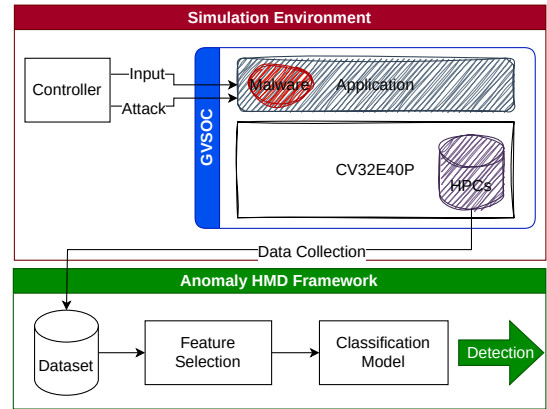 Simulation Environment
Controller
Input
Attack
GVSOC
Malware
Application
CV32E40P
HPCs
Data Collection
Anomaly HMD Framework
Dataset
Feature
Selection
Classification
Model
Detection